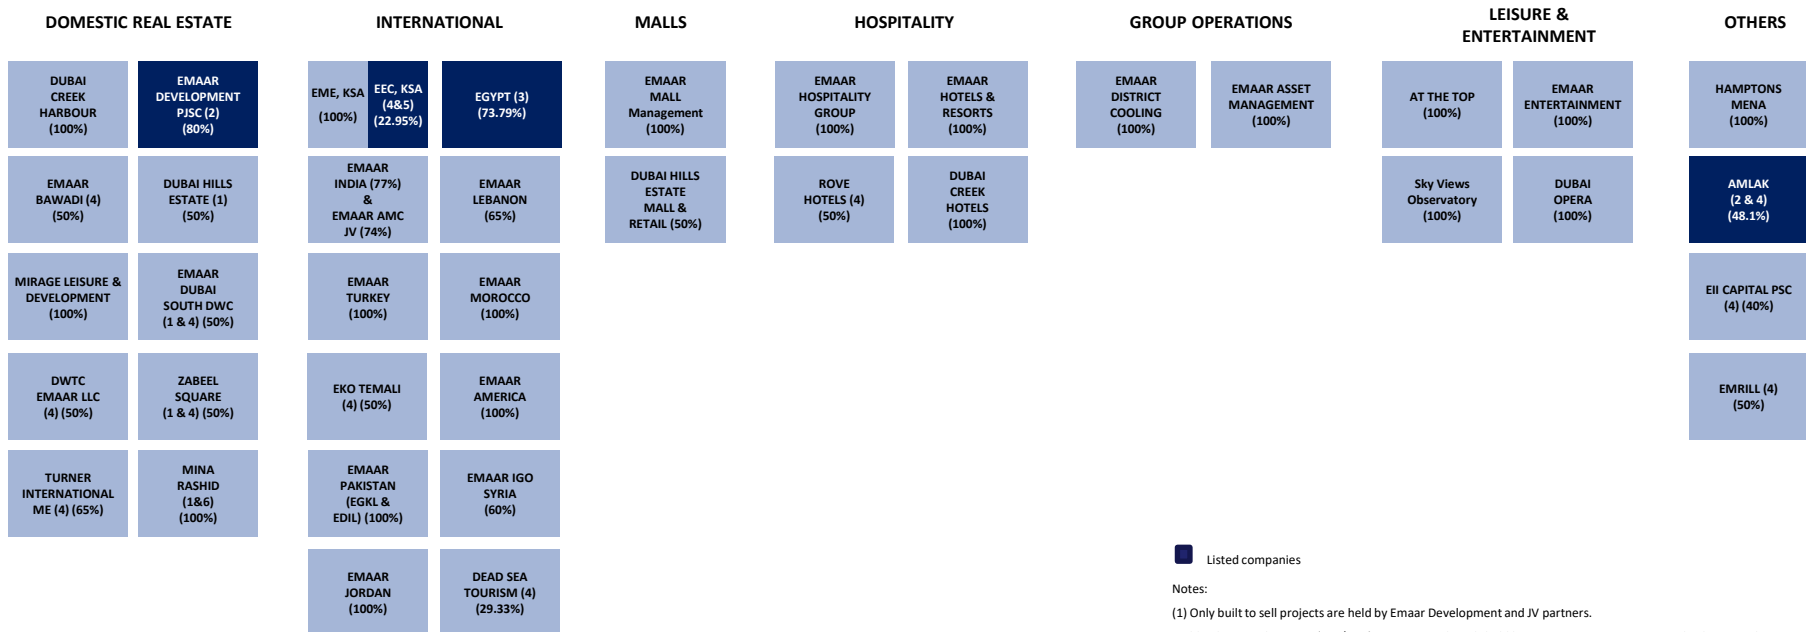 DOMESTIC REAL ESTATE
INTERNATIONAL
MALLS
HOSPITALITY
GROUP OPERATIONS
LEISURE &
ENTERTAINMENT
OTHERS
DUBAI
CREEK
HARBOUR
(100%)
EMAAR
DEVELOPMENT
PJSC (2)
(80%)
EMAAR
BAWADI (4)
(50%)
DUBAI HILLS
ESTATE (1)
(50%)
MIRAGE LEISURE &
DEVELOPMENT
(100%)
EMAAR
DUBAI
SOUTH DWC
(1 & 4) (50%)
DWTC
EMAAR LLC
(4) (50%)
ZABEEL
SQUARE
(1 & 4) (50%)
TURNER
INTERNATIONAL
ME (4) (65%)
MINA
RASHID
(1&6)
(100%)
EME, KSA
(100%)
EEC, KSA
(4&5)
(22.95%)
EGYPT (3)
(73.79%)
EMAAR
INDIA (77%)
&
EMAAR AMC
JV (74%)
EMAAR
LEBANON
(65%)
EMAAR
TURKEY
(100%)
EMAAR
MOROCCO
(100%)
EKO TEMALI
(4) (50%)
EMAAR
AMERICA
(100%)
EMAAR
PAKISTAN
(EGKL &
EDIL) (100%)
EMAAR IGO
SYRIA
(60%)
EMAAR
JORDAN
(100%)
DEAD SEA
TOURISM (4)
(29.33%)
EMAAR
MALL
Management
(100%)
DUBAI HILLS
ESTATE
MALL &
RETAIL (50%)
EMAAR
HOSPITALITY
GROUP
(100%)
EMAAR
HOTELS &
RESORTS
(100%)
ROVE
HOTELS (4)
(50%)
DUBAI
CREEK
HOTELS
(100%)
EMAAR
DISTRICT
COOLING
(100%)
EMAAR ASSET
MANAGEMENT
(100%)
AT THE TOP
(100%)
EMAAR
ENTERTAINMENT
(100%)
Sky Views
Observatory
(100%)
DUBAI
OPERA
(100%)
HAMPTONS
MENA
(100%)
AMLAK
(2 & 4)
(48.1%)
EII CAPITAL PSC
(4) (40%)
EMRILL (4)
(50%)
Listed companies
Notes:
(1) Only built to sell projects are held by Emaar Development and JV partners.